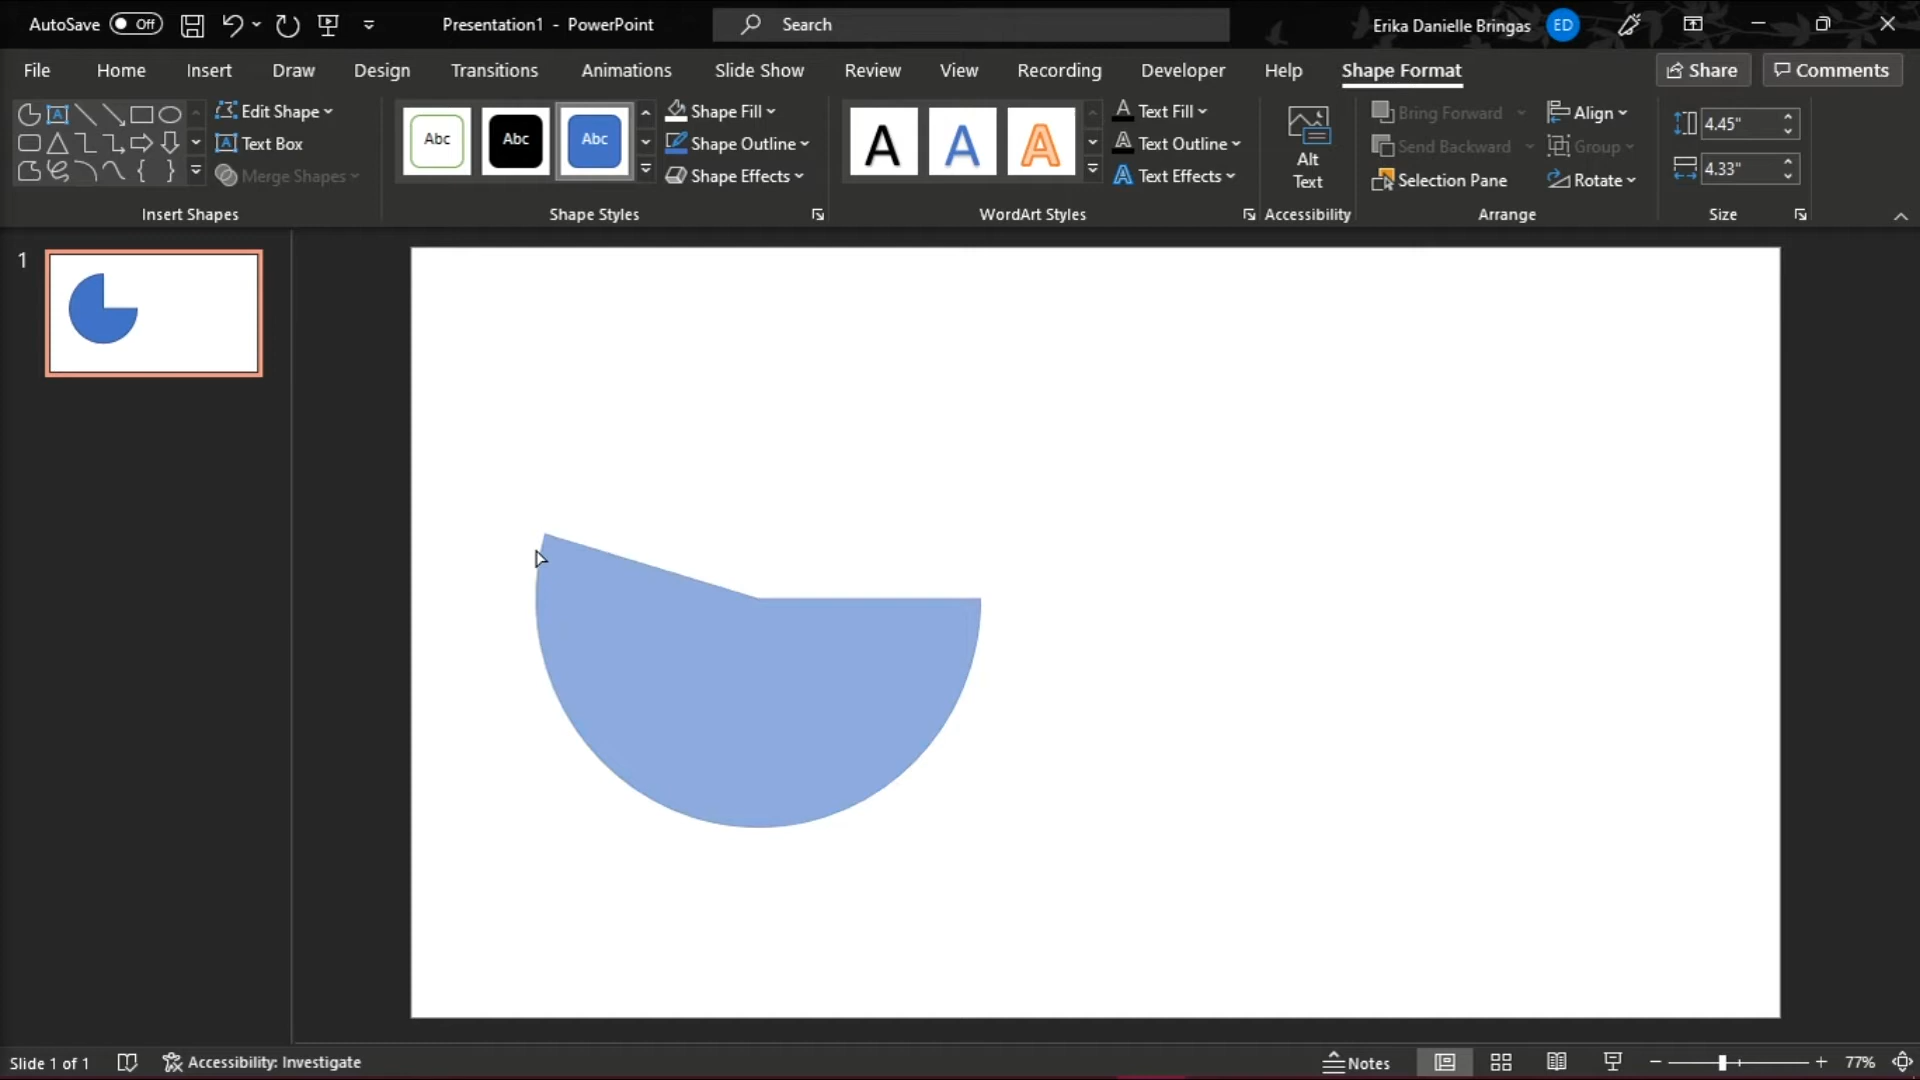 AutoSave Off Presentation1 - PowerPoint Search Erika Danielle Bringas ED
File Home Insert Draw Design Transitions Animations Slide Show Review View Recording Developer Help Shape Format Share Comments
Edit Shape
Text Box
Merge Shapes
Insert Shapes
Abc Abc Abc
Shape Fill
Shape Outline
Shape Effects
Shape Styles
A A A
Text Fill
Text Outline
Text Effects
WordArt Styles
Alt
Text
Accessibility
Bring Forward
Send Backward
Selection Pane
Align
Group
Rotate
Arrange
4.45"
4.33"
Size
1
Slide 1 of 1 Accessibility: Investigate Notes 77%